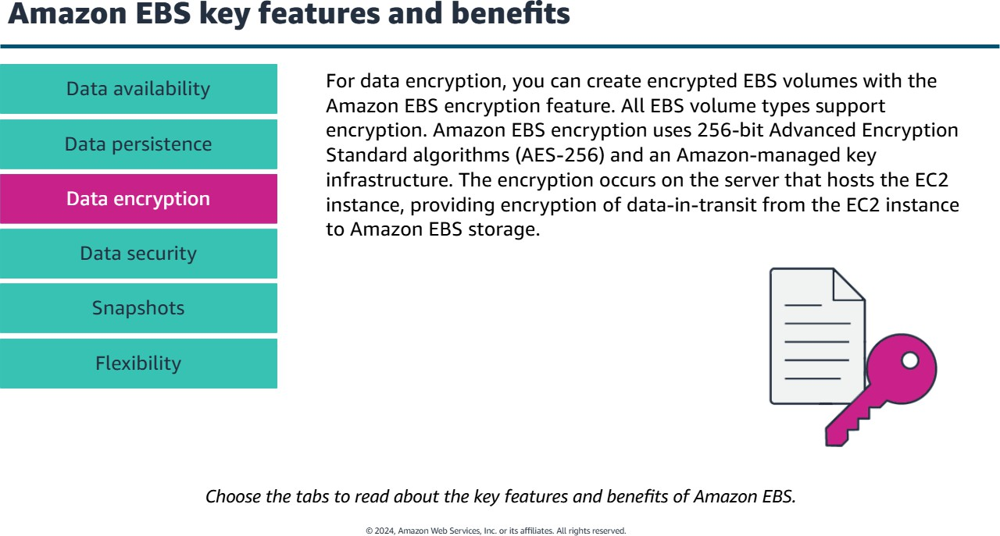 Amazon EBS key features and benefits
Data availability
Data persistence
Data encryption
Data security
Snapshots
Flexibility
For data encryption, you can create encrypted EBS volumes with the
Amazon EBS encryption feature. All EBS volume types support
encryption. Amazon EBS encryption uses 256-bit Advanced Encryption
Standard algorithms (AES-256) and an Amazon-managed key
infrastructure. The encryption occurs on the server that hosts the EC2
instance, providing encryption of data-in-transit from the EC2 instance
to Amazon EBS storage.
Choose the tabs to read about the key features and benefits of Amazon EBS.
© 2024, Amazon Web Services, Inc. or its affiliates. All rights reserved.